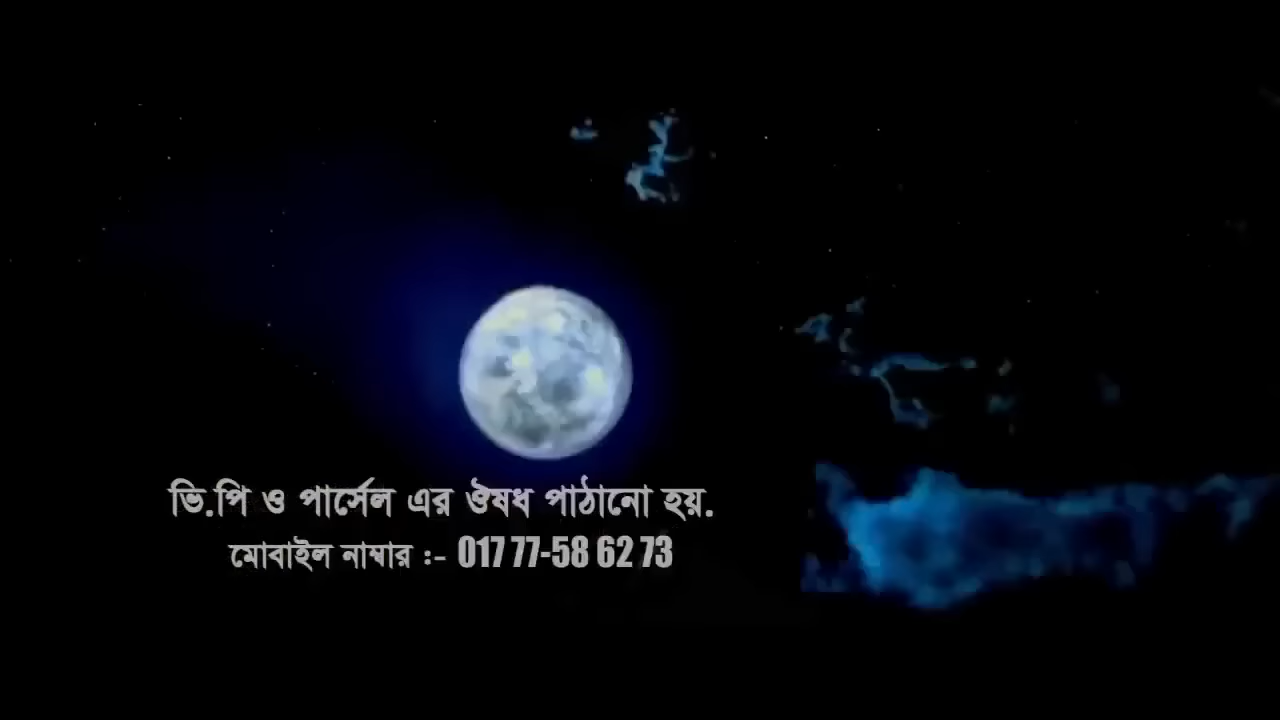 ভি.পি ও পার্সেল এর ঔষধ পাঠানো হয়.
মোবাইল নাম্বার :- 017 77-58 62 73